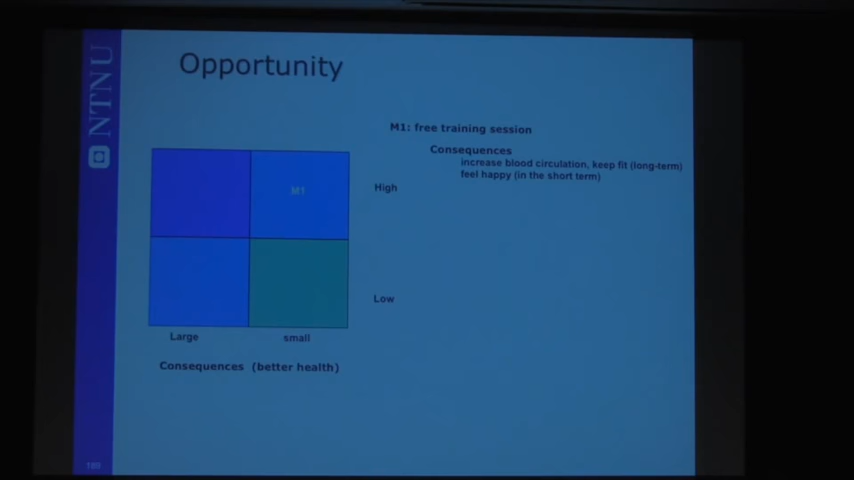 NTNU
Opportunity
M1: free training session
Consequences
increase blood circulation, keep fit (long-term)
feel happy (in the short term)
M1
High
Low
Large small
Consequences (better health)